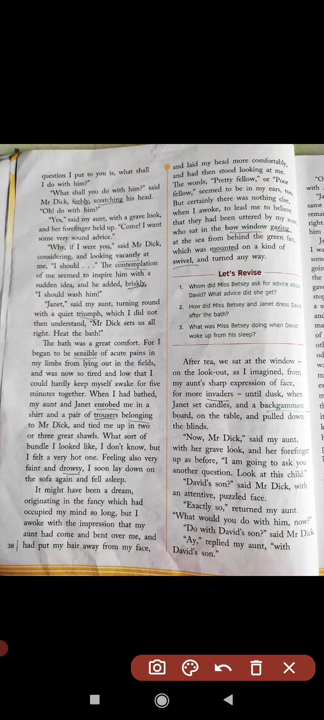 question I put to you is, what shall
I do with him?"
"What shall you do with him?" said
Mr Dick, feebly, scratching his head.
"Oh! do with him?"
"Yes," said my aunt, with a grave look,
and her forefinger held up. "Come! I want
some very sound advice."
"Why, if I were you," said Mr Dick,
considering, and looking vacantly at
me, "I should . . ." The contemplation
of me seemed to inspire him with a
sudden idea, and he added, briskly,
"I should wash him!"
"Janet," said my aunt, turning round
with a quiet triumph, which I did not
then understand, "Mr Dick sets us all
right. Heat the bath!"
The bath was a great comfort. For I
began to be sensible of acute pains in
my limbs from lying out in the fields,
and was now so tired and low that I
could hardly keep myself awake for five
minutes together. When I had bathed,
my aunt and Janet enrobed me in a
shirt and a pair of trousers belonging
to Mr Dick, and tied me up in two
or three great shawls. What sort of
bundle I looked like, I don't know, but
I felt a very hot one. Feeling also very
faint and drowsy, I soon lay down on
the sofa again and fell asleep.
It might have been a dream,
originating in the fancy which had
occupied my mind so long, but I
awoke with the impression that my
aunt had come and bent over me, and
had put my hair away from my face,
38
and laid my head more comfortably,
and had then stood looking at me.
The words, "Pretty fellow," or "Poor
fellow," seemed to be in my ears, too.
But certainly there was nothing else,
when I awoke, to lead me to believe
that they had been uttered by my aunt,
who sat in the bow window gazing
at the sea from behind the green fan,
which was mounted on a kind of
swivel, and turned any way.
Let's Revise
1. Whom did Miss Betsey ask for advice about
David? What advice did she get?
2. How did Miss Betsey and Janet dress David
after the bath?
3. What was Miss Betsey doing when David
woke up from his sleep?
After tea, we sat at the window –
on the look-out, as I imagined, from
my aunt's sharp expression of face,
for more invaders – until dusk, when
Janet set candles, and a backgammon
board, on the table, and pulled down
the blinds.
"Now, Mr Dick," said my aunt,
with her grave look, and her forefinger
up as before, "I am going to ask you
another question. Look at this child."
"David's son?" said Mr Dick, with
an attentive, puzzled face.
"Exactly so," returned my aunt.
"What would you do with him, now?"
"Do with David's son?" said Mr Dick.
"Ay," replied my aunt, "with
David's son."